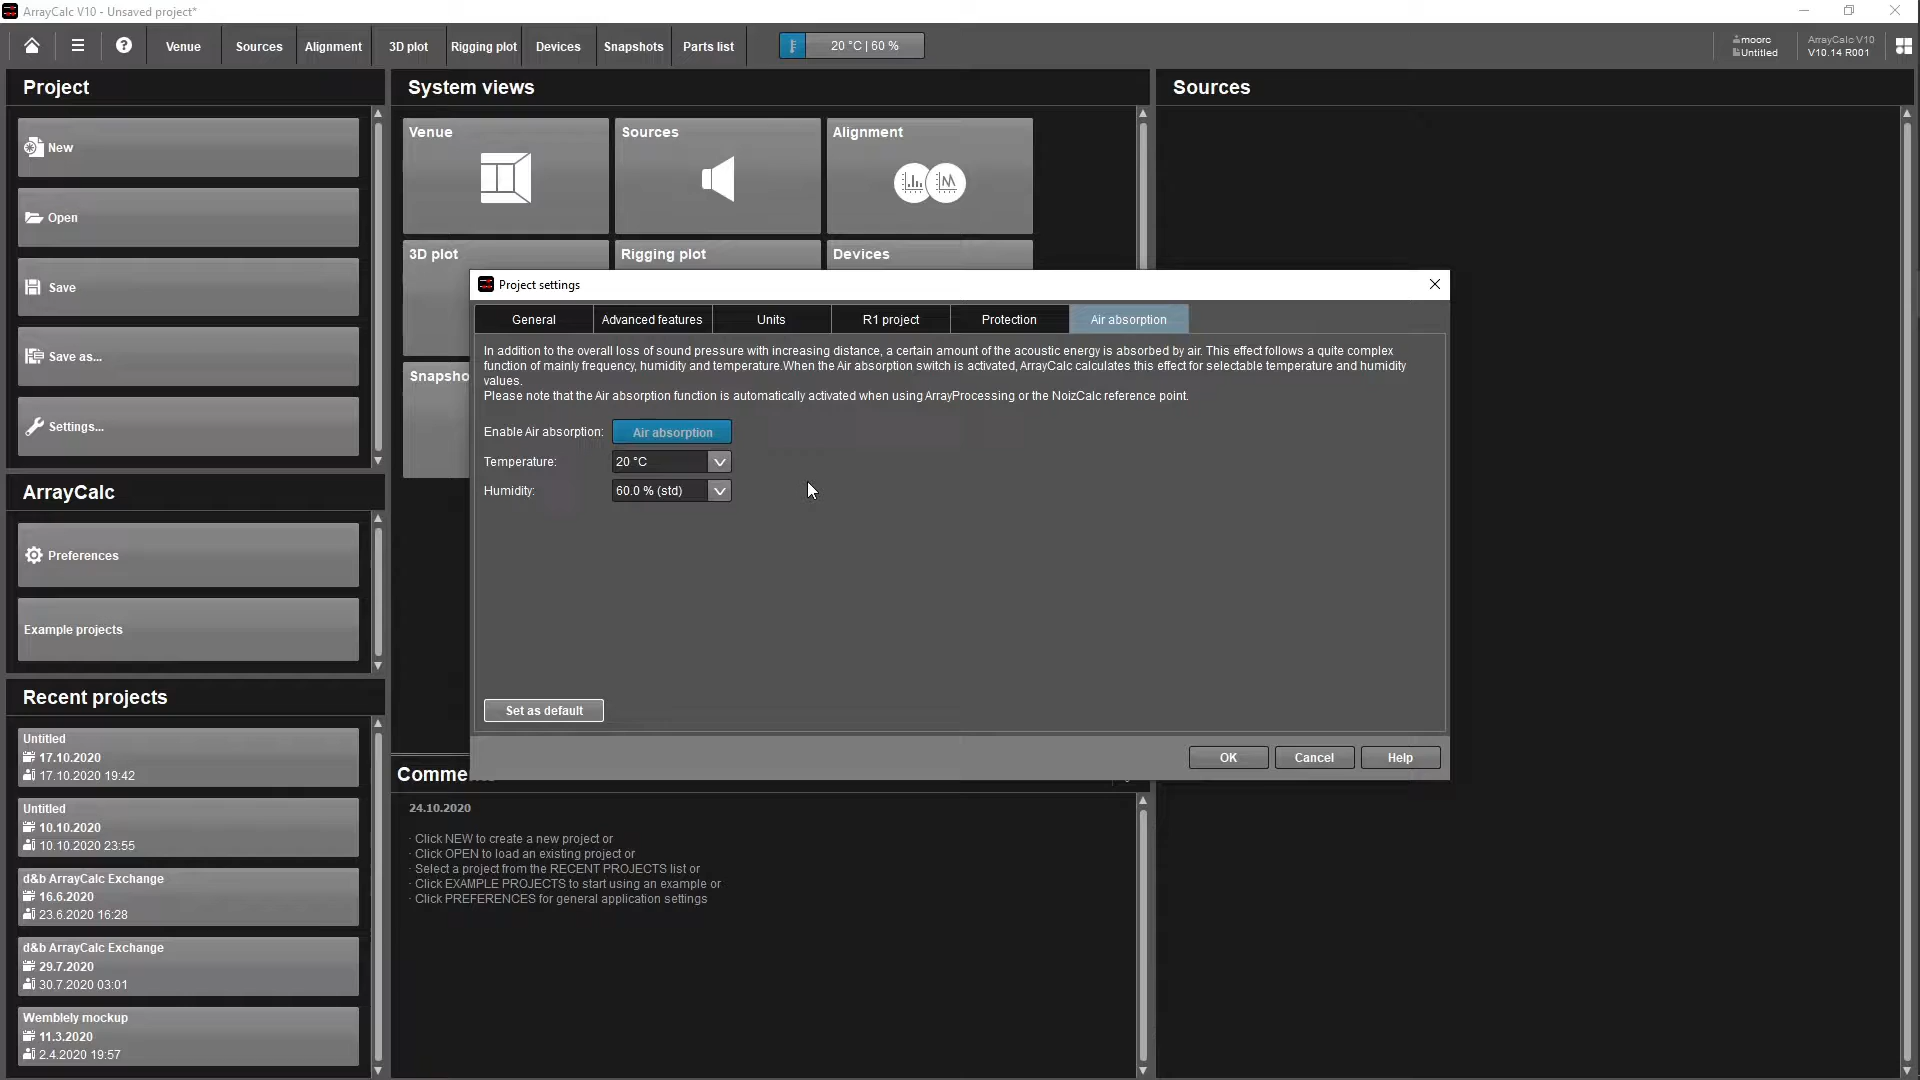 ArrayCalc V10 - Unsaved project*
Venue
Sources
Alignment
3D plot
Rigging plot
Devices
Snapshots
Parts list
20 °C | 60 %
moorc
Untitled
ArrayCalc V10
V10.14 R001
Project
New
Open
Save
Save as...
Settings...
ArrayCalc
Preferences
Example projects
Recent projects
Untitled
17.10.2020
17.10.2020 19:42
Untitled
10.10.2020
10.10.2020 23:55
d&b ArrayCalc Exchange
16.6.2020
23.6.2020 16:28
d&b ArrayCalc Exchange
29.7.2020
30.7.2020 03:01
Wemblely mockup
11.3.2020
2.4.2020 19:57
System views
Venue
Sources
Alignment
3D plot
Rigging plot
Devices
Snapsho
Project settings
General
Advanced features
Units
R1 project
Protection
Air absorption
In addition to the overall loss of sound pressure with increasing distance, a certain amount of the acoustic energy is absorbed by air. This effect follows a quite complex
function of mainly frequency, humidity and temperature.When the Air absorption switch is activated, ArrayCalc calculates this effect for selectable temperature and humidity
values.
Please note that the Air absorption function is automatically activated when using ArrayProcessing or the NoizCalc reference point.
Enable Air absorption:
Air absorption
Temperature:
20 °C
Humidity:
60.0 % (std)
Set as default
OK
Cancel
Help
Comme
24.10.2020
· Click NEW to create a new project or
· Click OPEN to load an existing project or
· Select a project from the RECENT PROJECTS list or
· Click EXAMPLE PROJECTS to start using an example or
· Click PREFERENCES for general application settings
Sources